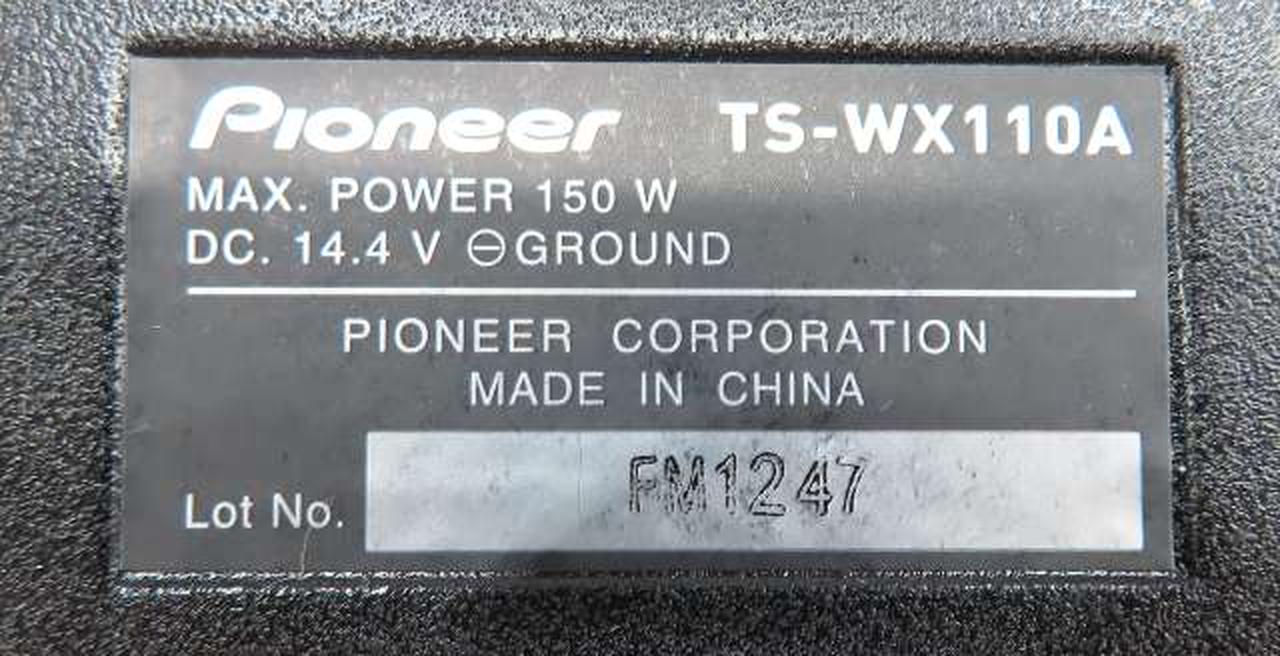 Pioneer TS-WX110A
MAX. POWER 150 W
DC. 14.4 V ⊖GROUND
PIONEER CORPORATION
MADE IN CHINA
Lot No. FM1247